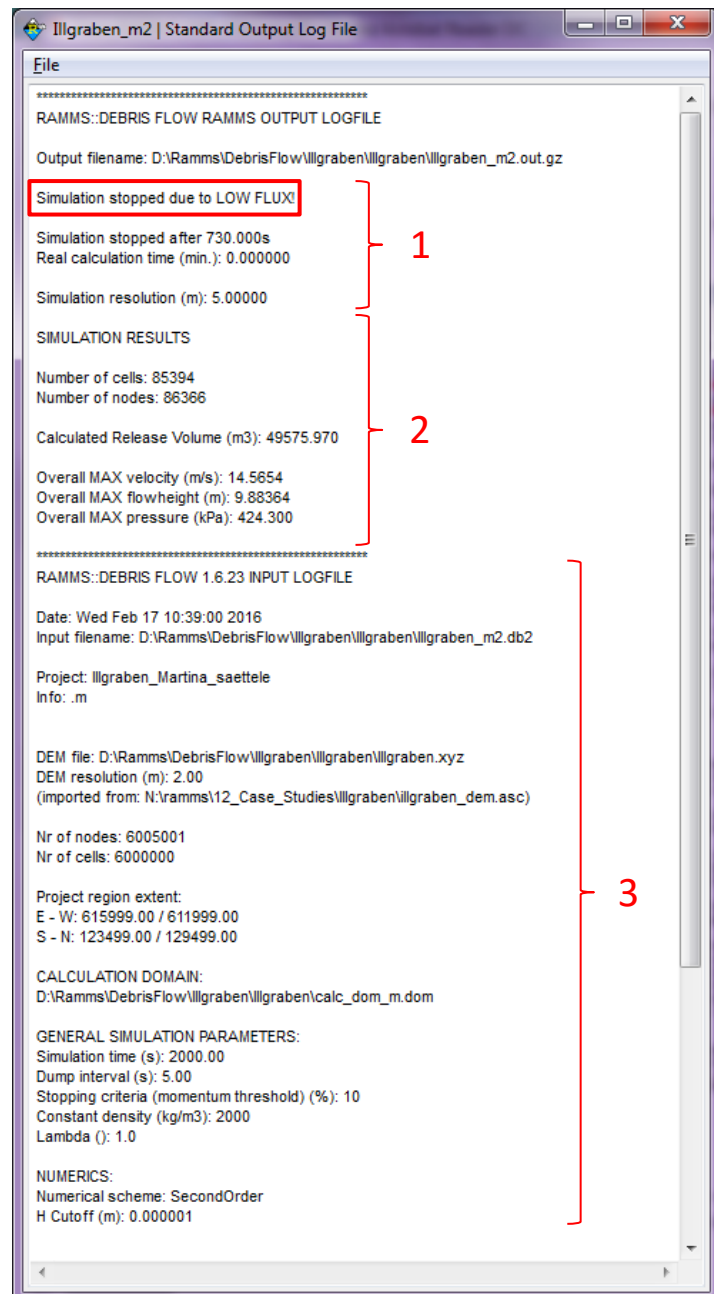 Illgraben_m2 | Standard Output Log File
File
**********************************************************
RAMMS::DEBRIS FLOW RAMMS OUTPUT LOGFILE
Output filename: D:\Ramms\DebrisFlow\Illgraben\Illgraben\Illgraben_m2.out.gz
Simulation stopped due to LOW FLUX!
Simulation stopped after 730.000s
Real calculation time (min.): 0.000000
Simulation resolution (m): 5.00000
1
SIMULATION RESULTS
Number of cells: 85394
Number of nodes: 86366
Calculated Release Volume (m3): 49575.970
Overall MAX velocity (m/s): 14.5654
Overall MAX flowheight (m): 9.88364
Overall MAX pressure (kPa): 424.300
2
**********************************************************
RAMMS::DEBRIS FLOW 1.6.23 INPUT LOGFILE
Date: Wed Feb 17 10:39:00 2016
Input filename: D:\Ramms\DebrisFlow\Illgraben\Illgraben\Illgraben_m2.db2
Project: Illgraben_Martina_saettele
Info: .m
DEM file: D:\Ramms\DebrisFlow\Illgraben\Illgraben\Illgraben.xyz
DEM resolution (m): 2.00
(imported from: N:\ramms\12_Case_Studies\Illgraben\illgraben_dem.asc)
Nr of nodes: 6005001
Nr of cells: 6000000
Project region extent:
E - W: 615999.00 / 611999.00
S - N: 123499.00 / 129499.00
CALCULATION DOMAIN:
D:\Ramms\DebrisFlow\Illgraben\Illgraben\calc_dom_m.dom
GENERAL SIMULATION PARAMETERS:
Simulation time (s): 2000.00
Dump interval (s): 5.00
Stopping criteria (momentum threshold) (%): 10
Constant density (kg/m3): 2000
Lambda (): 1.0
NUMERICS:
Numerical scheme: SecondOrder
H Cutoff (m): 0.000001
3